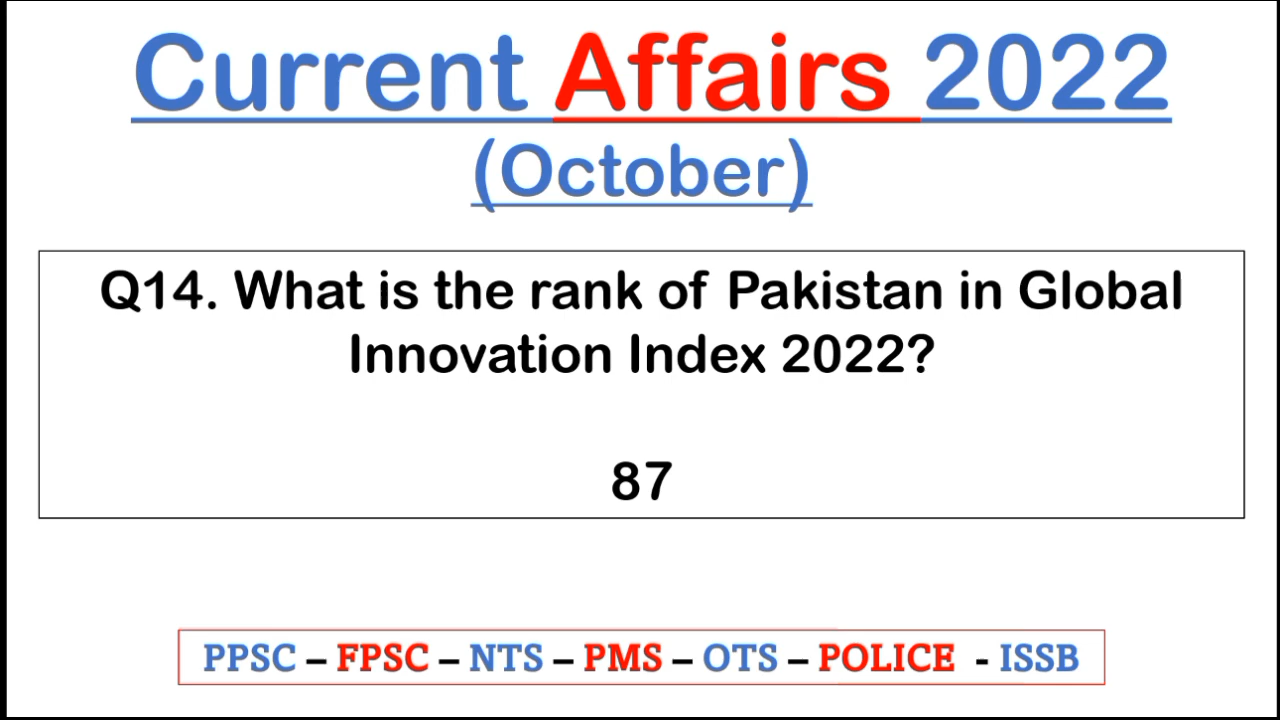 Current Affairs 2022
(October)
Q14. What is the rank of Pakistan in Global
Innovation Index 2022?
87
PPSC – FPSC – NTS – PMS – OTS – POLICE - ISSB